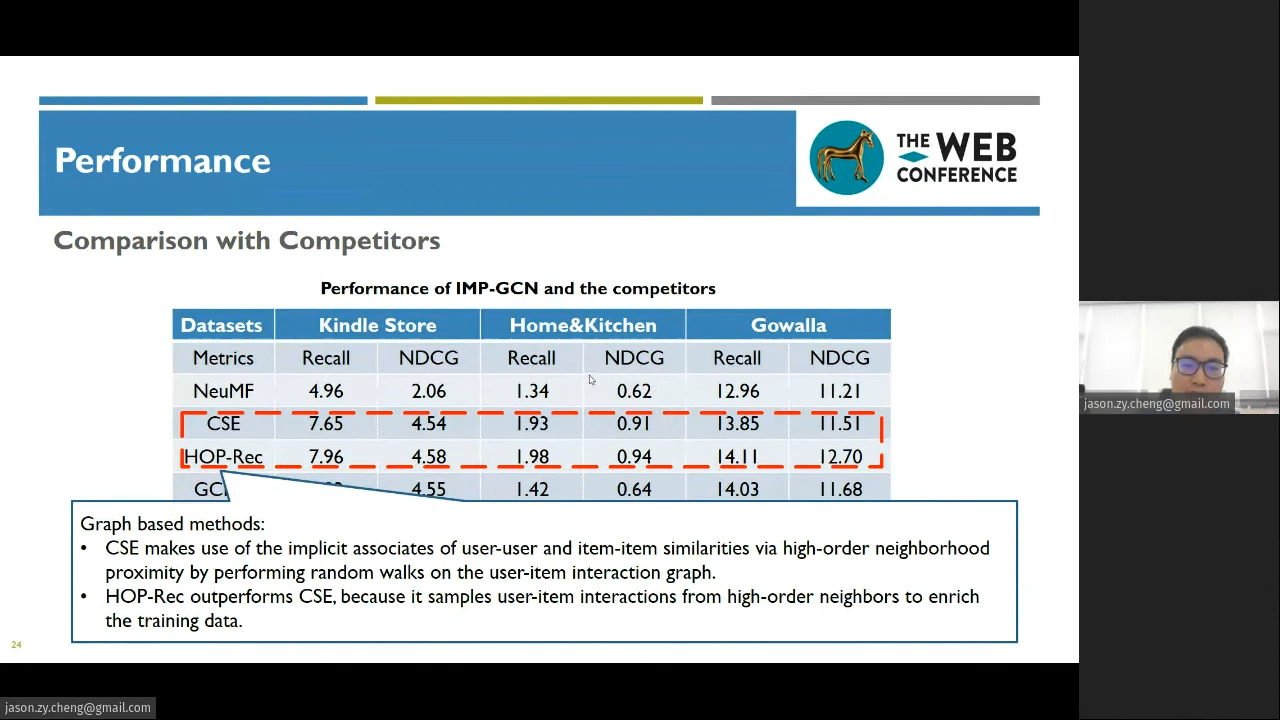 Performance
THE WEB
CONFERENCE
Comparison with Competitors
Performance of IMP-GCN and the competitors
Datasets Kindle Store Home&Kitchen Gowalla
Metrics Recall NDCG Recall NDCG Recall NDCG
NeuMF 4.96 2.06 1.34 0.62 12.96 11.21
CSE 7.65 4.54 1.93 0.91 13.85 11.51
HOP-Rec 7.96 4.58 1.98 0.94 14.11 12.70
4.55 1.42 0.64 14.03 11.68
Graph based methods:
• CSE makes use of the implicit associates of user-user and item-item similarities via high-order neighborhood
proximity by performing random walks on the user-item interaction graph.
• HOP-Rec outperforms CSE, because it samples user-item interactions from high-order neighbors to enrich
the training data.
24
jason.zy.cheng@gmail.com
jason.zy.cheng@gmail.com